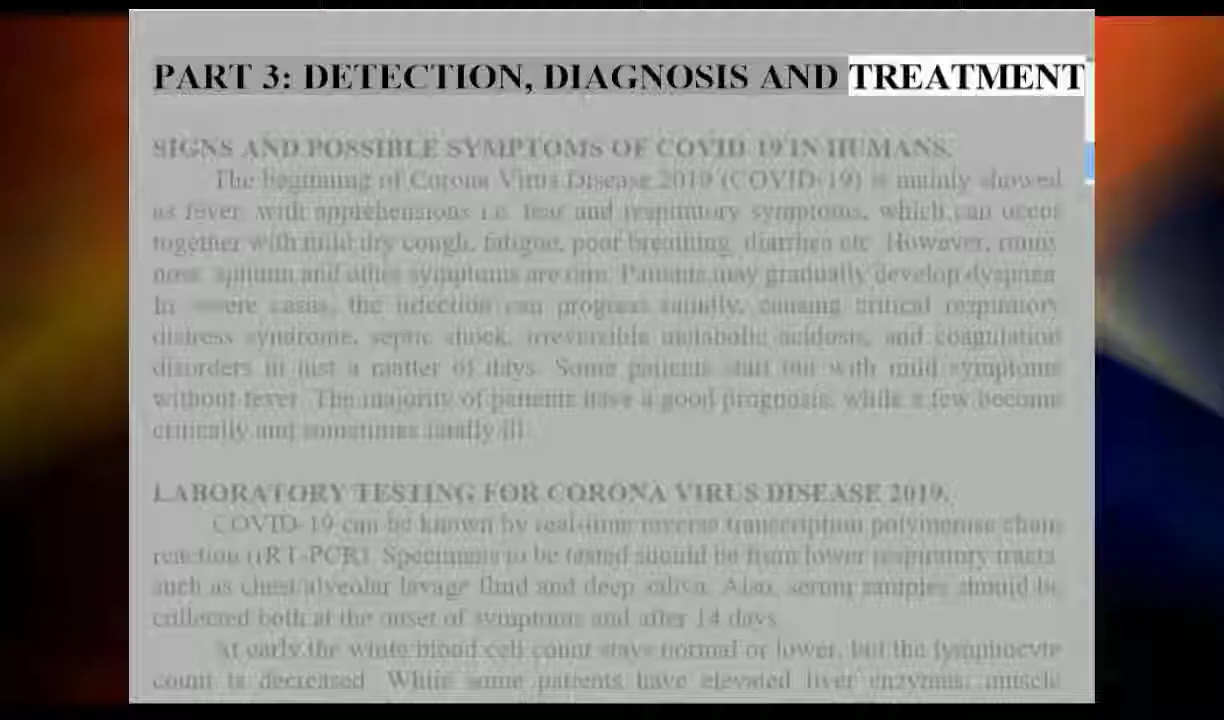 PART 3: DETECTION, DIAGNOSIS AND TREATMENT
SIGNS AND POSSIBLE SYMPTOMS OF COVID 19 IN HUMANS.
The beginning of Corona Virus Disease 2019 (COVID-19) is mainly showed
as fever, with apprehensions i.e. fear and respiratory symptoms, which can occur
together with mild dry cough, fatigue, poor breathing, diarrhea etc. However, runny
nose, sputum and other symptoms are rare. Patients may gradually develop dyspnea.
In severe cases, the infection can progress rapidly, causing critical respiratory
distress syndrome, septic shock, irreversible metabolic acidosis, and coagulation
disorders in just a matter of days. Some patients start out with mild symptoms
without fever. The majority of patients have a good prognosis, while a few become
critically and sometimes fatally ill.
LABORATORY TESTING FOR CORONA VIRUS DISEASE 2019.
COVID-19 can be known by real-time reverse transcription polymerase chain
reaction (rRT-PCR). Specimens to be tested should be from lower respiratory tracts
such as chest/alveolar lavage fluid and deep saliva. Also, serum samples should be
collected both at the onset of symptoms and after 14 days.
At early the white blood cell count stays normal or lower, but the lymphocyte
count is decreased. While some patients have elevated liver enzymes, muscle